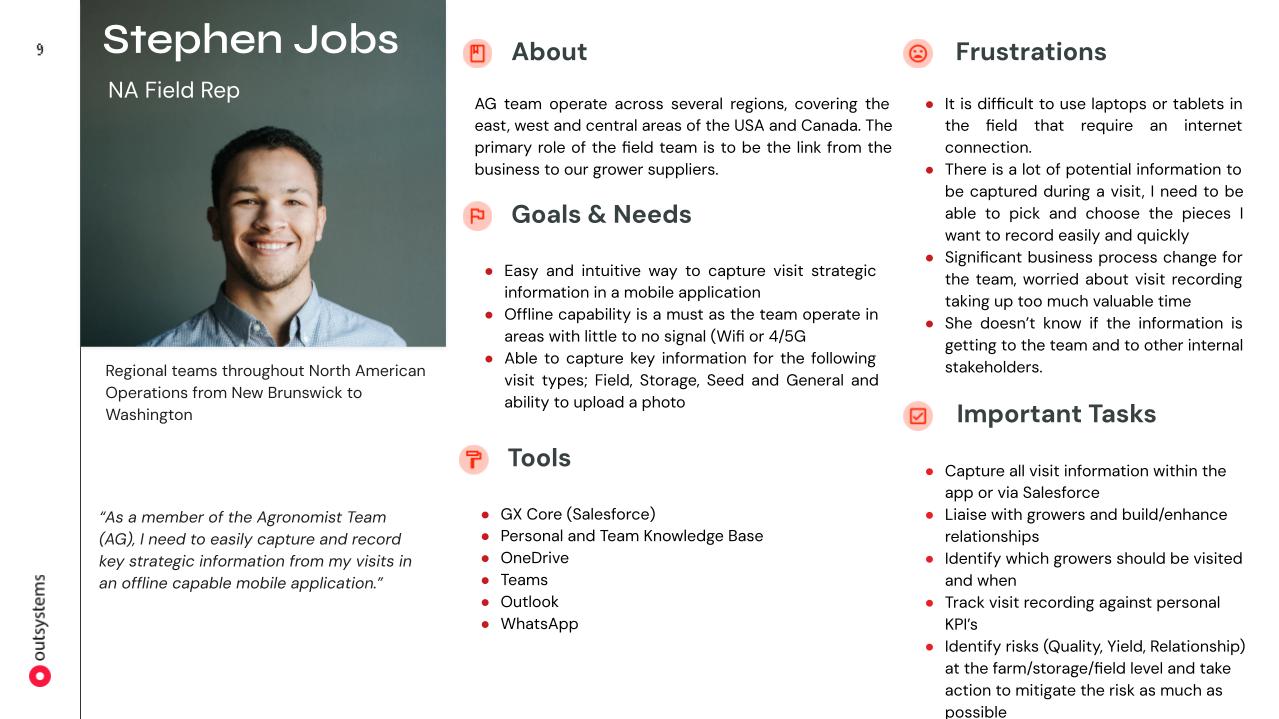 9
Stephen Jobs
NA Field Rep
Regional teams throughout North American
Operations from New Brunswick to
Washington
“As a member of the Agronomist Team
(AG), I need to easily capture and record
key strategic information from my visits in
an offline capable mobile application.”
outsystems
About
AG team operate across several regions, covering the
east, west and central areas of the USA and Canada. The
primary role of the field team is to be the link from the
business to our grower suppliers.
Goals & Needs
● Easy and intuitive way to capture visit strategic
information in a mobile application
● Offline capability is a must as the team operate in
areas with little to no signal (Wifi or 4/5G
● Able to capture key information for the following
visit types; Field, Storage, Seed and General and
ability to upload a photo
Tools
● GX Core (Salesforce)
● Personal and Team Knowledge Base
● OneDrive
● Teams
● Outlook
● WhatsApp
Frustrations
● It is difficult to use laptops or tablets in
the field that require an internet
connection.
● There is a lot of potential information to
be captured during a visit, I need to be
able to pick and choose the pieces I
want to record easily and quickly
● Significant business process change for
the team, worried about visit recording
taking up too much valuable time
● She doesn’t know if the information is
getting to the team and to other internal
stakeholders.
Important Tasks
● Capture all visit information within the
app or via Salesforce
● Liaise with growers and build/enhance
relationships
● Identify which growers should be visited
and when
● Track visit recording against personal
KPI’s
● Identify risks (Quality, Yield, Relationship)
at the farm/storage/field level and take
action to mitigate the risk as much as
possible